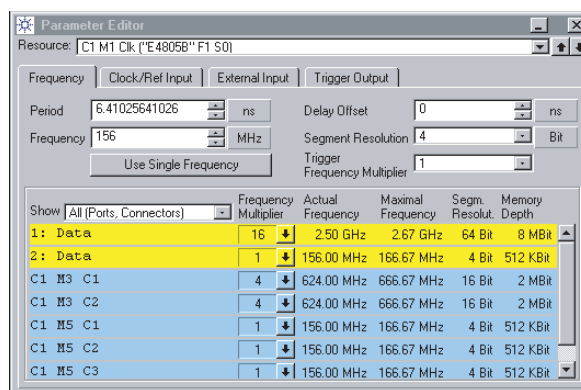 Parameter Editor
Resource: C1 M1 Clk ("E4805B" F1 S0)
Frequency Clock/Ref Input External Input Trigger Output
Period 6.41025641026 ns Delay Offset 0 ns
Frequency 156 MHz Segment Resolution 4 Bit
Use Single Frequency Trigger Frequency Multiplier 1
Show All (Ports, Connectors) Frequency Multiplier Actual Frequency Maximal Frequency Segm. Resolut. Memory Depth
1: Data 16 2.50 GHz 2.67 GHz 64 Bit 8 MBit
2: Data 1 156.00 MHz 166.67 MHz 4 Bit 512 KBit
C1 M3 C1 4 624.00 MHz 666.67 MHz 16 Bit 2 MBit
C1 M3 C2 4 624.00 MHz 666.67 MHz 16 Bit 2 MBit
C1 M5 C1 1 156.00 MHz 166.67 MHz 4 Bit 512 KBit
C1 M5 C2 1 156.00 MHz 166.67 MHz 4 Bit 512 KBit
C1 M5 C3 1 156.00 MHz 166.67 MHz 4 Bit 512 KBit